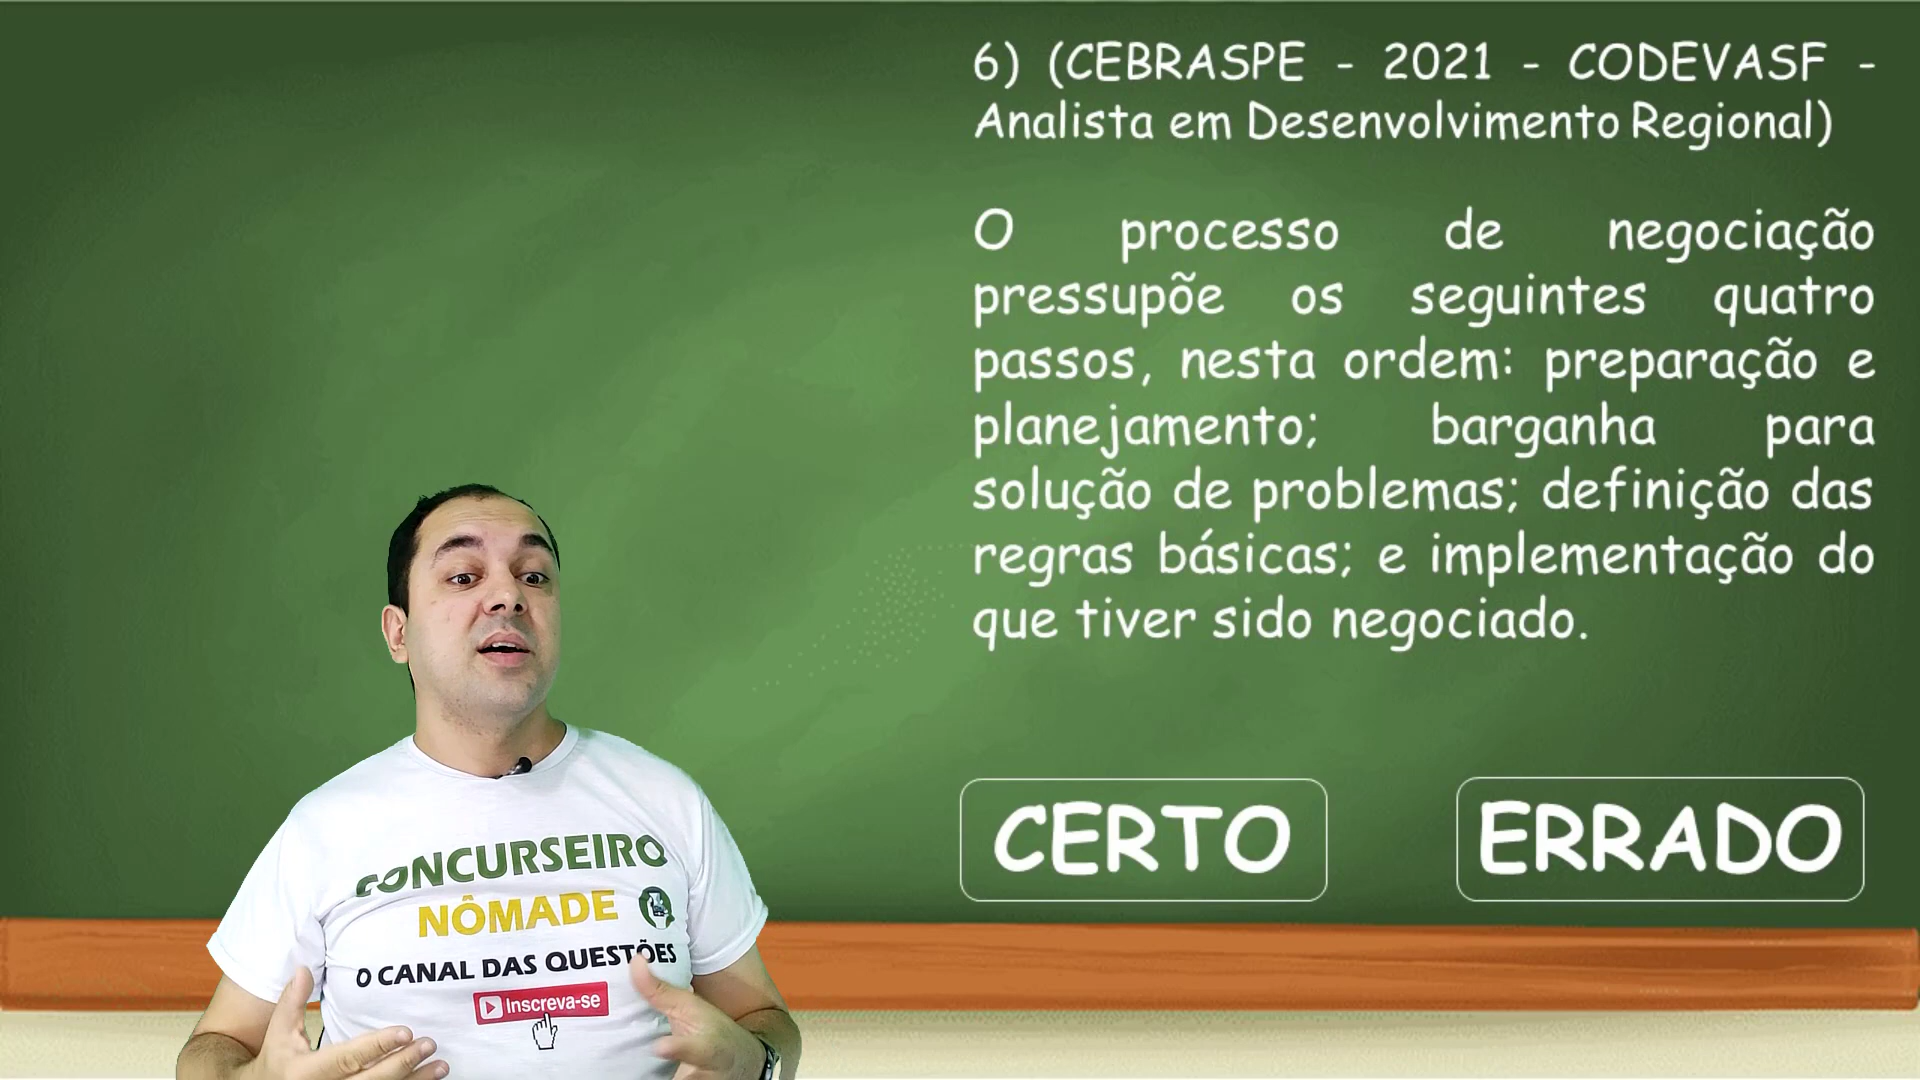 6) (CEBRASPE - 2021 - CODEVASF -
Analista em Desenvolvimento Regional)
O processo de negociação
pressupõe os seguintes quatro
passos, nesta ordem: preparação e
planejamento; barganha para
solução de problemas; definição das
regras básicas; e implementação do
que tiver sido negociado.
CERTO
ERRADO
CONCURSEIRO
NÔMADE
O CANAL DAS QUESTÕES
Inscreva-se